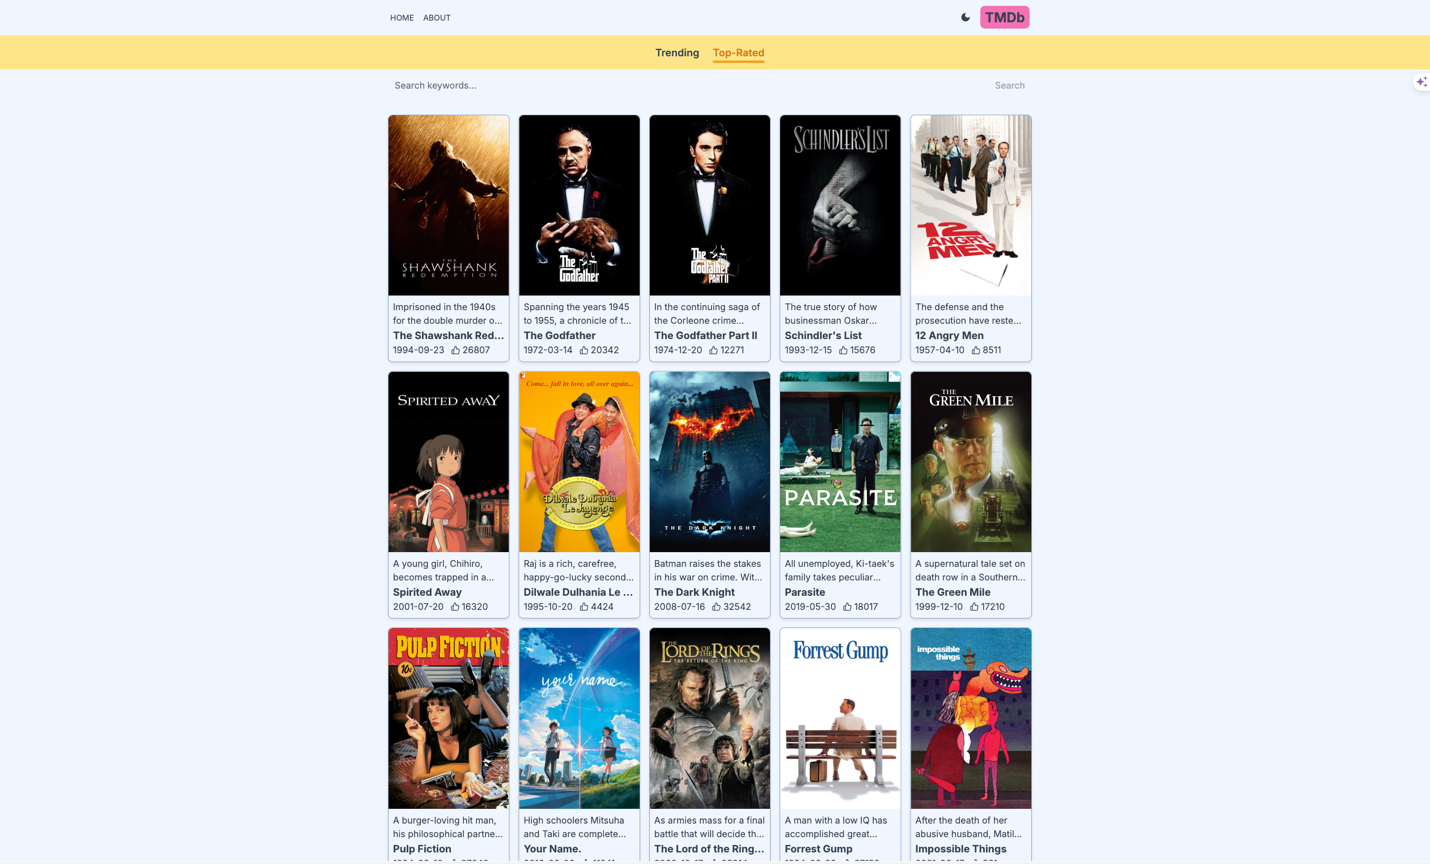 HOME ABOUT TMDb
Trending Top-Rated
Search keywords... Search
THE
SHAWSHANK
REDEMPTION
Imprisoned in the 1940s
for the double murder o...
The Shawshank Red...
1994-09-23 26807
The
Godfather
Spanning the years 1945
to 1955, a chronicle of t...
The Godfather
1972-03-14 20342
The
Godfather
PART II
In the continuing saga of
the Corleone crime...
The Godfather Part II
1974-12-20 12271
SCHINDLER'S LIST
The true story of how
businessman Oskar...
Schindler's List
1993-12-15 15676
12
ANGRY
MEN
The defense and the
prosecution have reste...
12 Angry Men
1957-04-10 8511
SPIRITED AWAY
A young girl, Chihiro,
becomes trapped in a...
Spirited Away
2001-07-20 16320
Come... fall in love, all over again...
Dilwale Dulhania
Le Jayenge
Raj is a rich, carefree,
happy-go-lucky second...
Dilwale Dulhania Le ...
1995-10-20 4424
THE DARK KNIGHT
Batman raises the stakes
in his war on crime. Wit...
The Dark Knight
2008-07-16 32542
PARASITE
All unemployed, Ki-taek's
family takes peculiar...
Parasite
2019-05-30 18017
THE
GREEN MILE
A supernatural tale set on
death row in a Southern...
The Green Mile
1999-12-10 17210
PULP FICTION
10¢
A burger-loving hit man,
his philosophical partne...
Pulp Fiction
your name.
High schoolers Mitsuha
and Taki are complete...
Your Name.
THE
LORD OF THE RINGS
THE RETURN OF THE KING
As armies mass for a final
battle that will decide th...
The Lord of the Ring...
Forrest Gump
A man with a low IQ has
accomplished great...
Forrest Gump
impossible
things
After the death of her
abusive husband, Matil...
Impossible Things